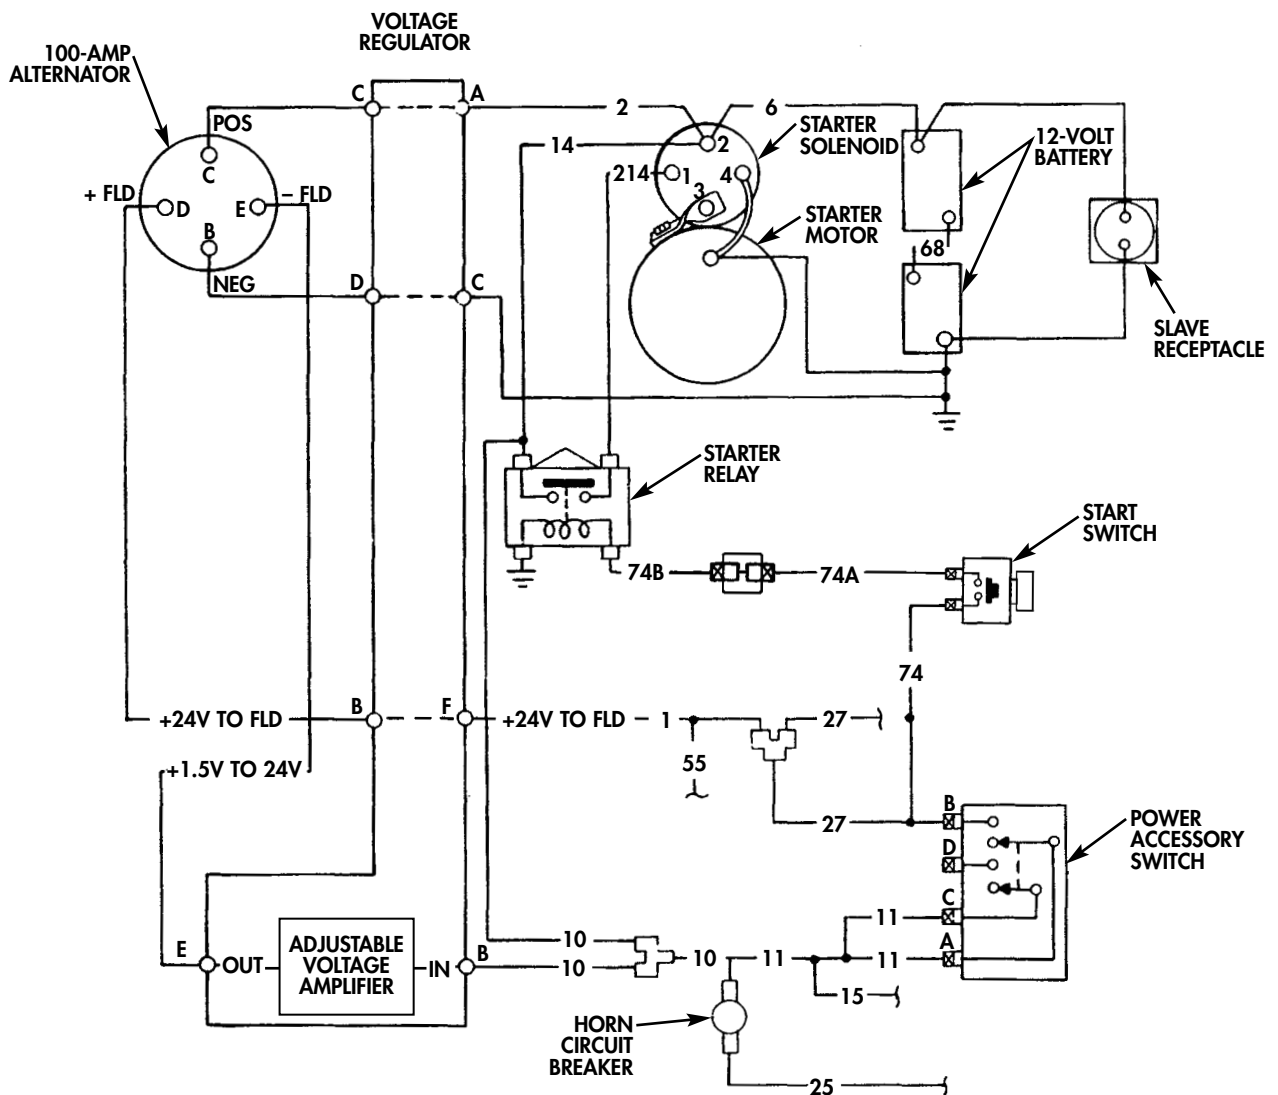 VOLTAGE
REGULATOR
100-AMP
ALTERNATOR
C
A
2
6
POS
14
2
STARTER
SOLENOID
12-VOLT
BATTERY
C
214
1
4
3
+ FLD
D
E
– FLD
B
STARTER
MOTOR
68
NEG
D
C
SLAVE
RECEPTACLE
STARTER
RELAY
START
SWITCH
74B
74A
74
B
F
+24V TO FLD
+24V TO FLD
1
27
55
+1.5V TO 24V
27
B
D
C
A
POWER
ACCESSORY
SWITCH
11
10
10
10
11
11
15
E
OUT
ADJUSTABLE
VOLTAGE
AMPLIFIER
IN
B
HORN
CIRCUIT
BREAKER
25